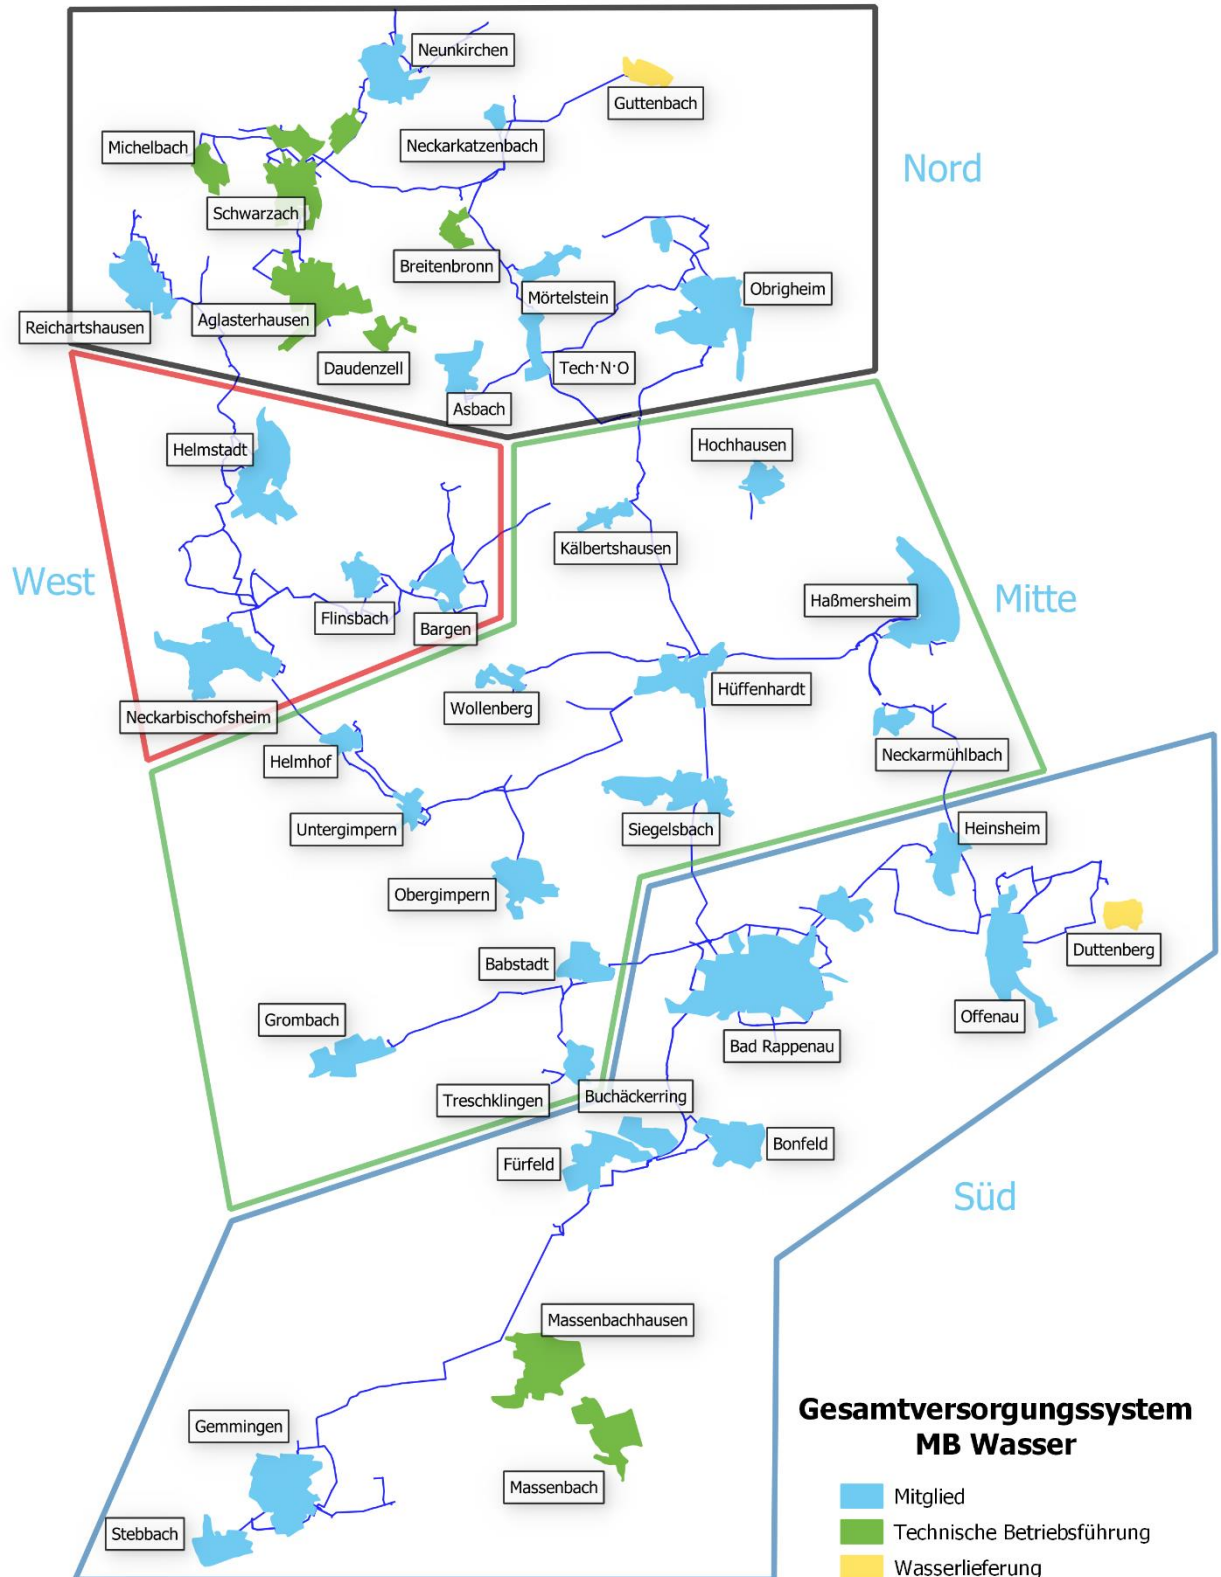 Neunkirchen
Guttenbach
Michelbach
Neckarkatzenbach
Nord
Schwarzach
Breitenbronn
Mörtelstein
Obrigheim
Reichartshausen
Aglasterhausen
Daudenzell
Tech·N·O
Asbach
Helmstadt
Hochhausen
Kälbertshausen
West
Haßmersheim
Mitte
Flinsbach
Bargen
Hüffenhardt
Wollenberg
Neckarbischofsheim
Helmhof
Neckarmühlbach
Untergimpern
Siegelsbach
Heinsheim
Obergimpern
Duttenberg
Babstadt
Offenau
Grombach
Bad Rappenau
Treschklingen
Buchäckerring
Bonfeld
Fürfeld
Süd
Massenbachhausen
Gemmingen
Massenbach
Stebbach
Gesamtversorgungssystem
MB Wasser
Mitglied
Technische Betriebsführung
Wasserlieferung